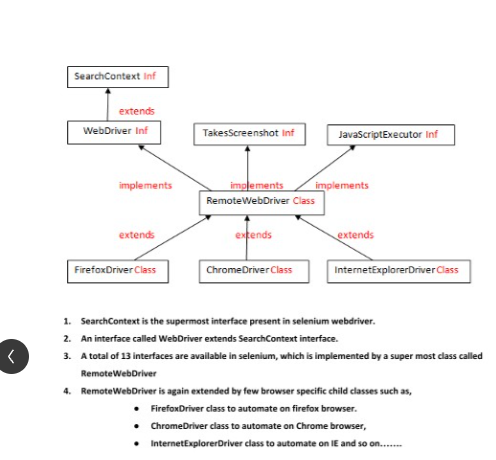 SearchContext Inf
extends
WebDriver Inf
TakesScreenshot Inf
JavaScriptExecutor Inf
implements
implements
implements
RemoteWebDriver Class
extends
extends
extends
FirefoxDriver Class
ChromeDriver Class
InternetExplorerDriver Class
1. SearchContext is the supermost interface present in selenium webdriver.
2. An interface called WebDriver extends SearchContext interface.
3. A total of 13 interfaces are available in selenium, which is implemented by a super most class called
RemoteWebDriver
4. RemoteWebDriver is again extended by few browser specific child classes such as,
• FirefoxDriver class to automate on firefox browser.
• ChromeDriver class to automate on Chrome browser,
• InternetExplorerDriver class to automate on IE and so on.......